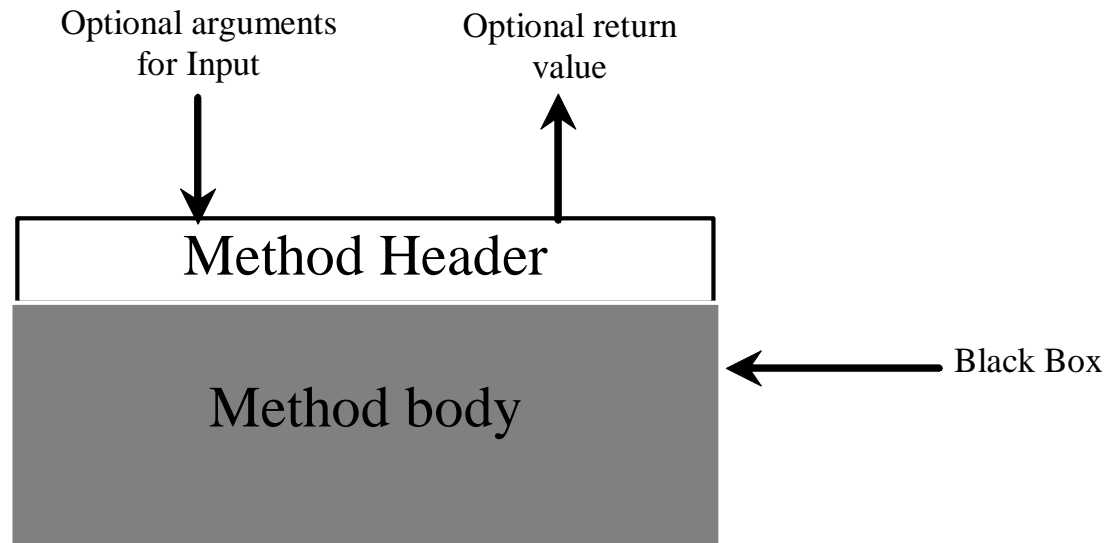 Optional arguments
for Input
Optional return
value
Method Header
Method body
Black Box